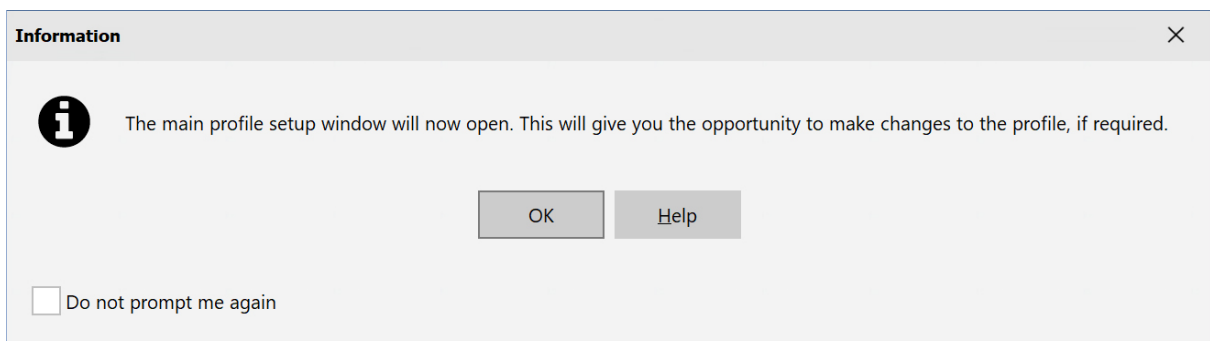 Information
The main profile setup window will now open. This will give you the opportunity to make changes to the profile, if required.
OK
Help
Do not prompt me again